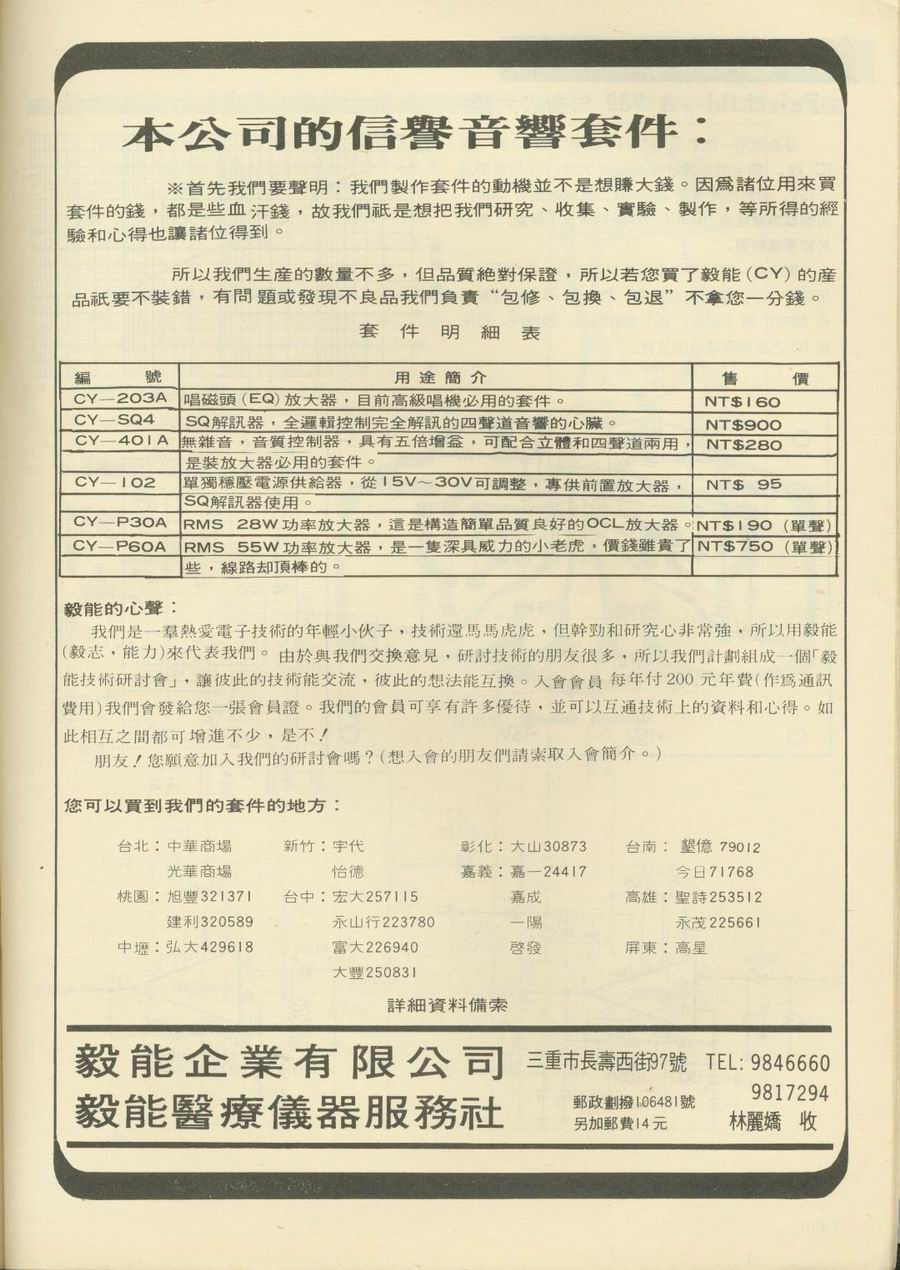 本公司的信譽音響套件：
※首先我們要聲明：我們製作套件的動機並不是想賺大錢。因爲諸位用來買
套件的錢，都是些血汗錢，故我們祇是想把我們研究、收集、實驗、製作，等所得的經
驗和心得也讓諸位得到。
所以我們生産的數量不多，但品質絕對保證，所以若您買了毅能(CY)的産
品祇要不裝錯，有問題或發現不良品我們負責“包修、包換、包退”不拿您一分錢。
套件明細表
編號 用途簡介 售價
CY—203A 唱磁頭(EQ)放大器，目前高級唱機必用的套件。 NT$160
CY—SQ4 SQ解訊器，全邏輯控制完全解訊的四聲道音響的心臟。 NT$900
CY—401A 無雜音，音質控制器，具有五倍增益，可配合立體和四聲道兩用， NT$280
是裝放大器必用的套件。
CY—102 單獨穩壓電源供給器，從15V～30V可調整，專供前置放大器， NT$ 95
SQ解訊器使用。
CY—P30A RMS 28W功率放大器，這是構造簡單品質良好的OCL放大器。 NT$190 (單聲)
CY—P60A RMS 55W功率放大器，是一隻深具威力的小老虎，價錢雖貴了 NT$750 (單聲)
些，線路却頂棒的。
毅能的心聲：
我們是一羣熱愛電子技術的年輕小伙子，技術還馬馬虎虎，但幹勁和研究心非常強，所以用毅能
(毅志，能力)來代表我們。由於與我們交換意見，研討技術的朋友很多，所以我們計劃組成一個「毅
能技術研討會」，讓彼此的技術能交流，彼此的想法能互換。入會會員每年付200元年費(作爲通訊
費用)我們會發給您一張會員證。我們的會員可享有許多優待，並可以互通技術上的資料和心得。如
此相互之間都可增進不少，是不！
朋友！您願意加入我們的研討會嗎？(想入會的朋友們請索取入會簡介。)
您可以買到我們的套件的地方：
台北：中華商場 新竹：宇代 彰化：大山30873 台南：墾億 79012
光華商場 怡德 嘉義：嘉一24417 今日71768
桃園：旭豐321371 台中：宏大257115 嘉成 高雄：聖詩253512
建利320589 永山行223780 一陽 永茂225661
中壢：弘大429618 富大226940 啓發 屏東：高星
大豐250831
詳細資料備索
毅能企業有限公司 三重市長壽西街97號 TEL: 9846660
9817294
毅能醫療儀器服務社 郵政劃撥106481號
另加郵費14元 林麗嬌 收